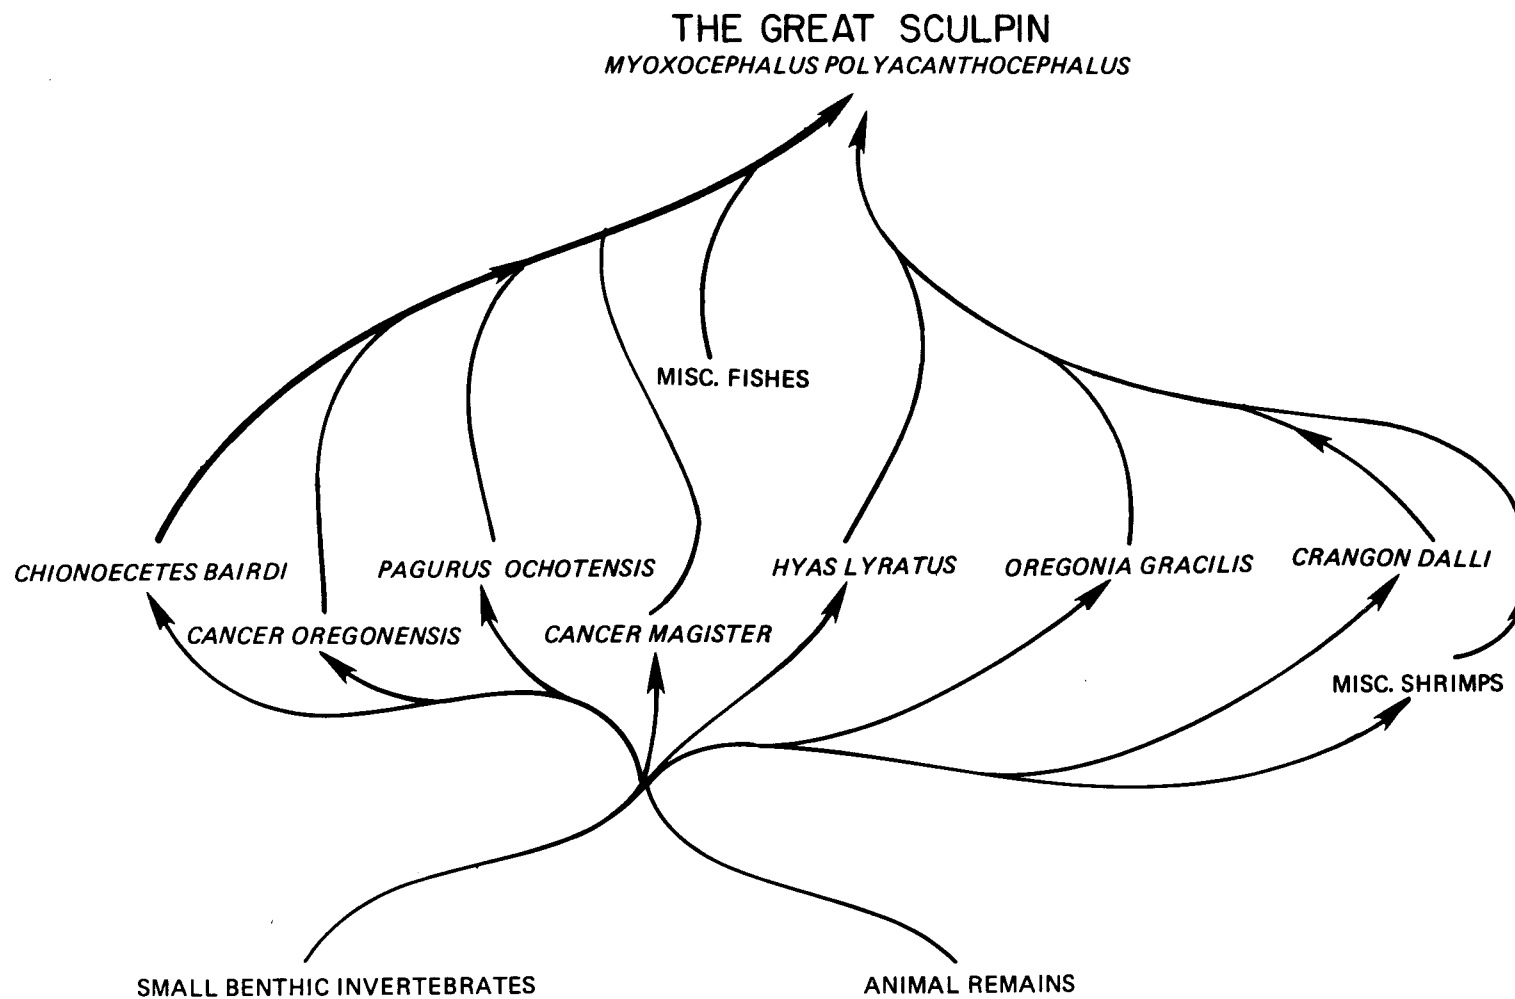 THE GREAT SCULPIN
MYOXOCEPHALUS POLYACANTHOCEPHALUS
MISC. FISHES
CHIONOECETES BAIRDI
PAGURUS OCHOTENSIS
HYAS LYRATUS
OREGONIA GRACILIS
CRANGON DALLI
CANCER OREGONENSIS
CANCER MAGISTER
MISC. SHRIMPS
SMALL BENTHIC INVERTEBRATES
ANIMAL REMAINS